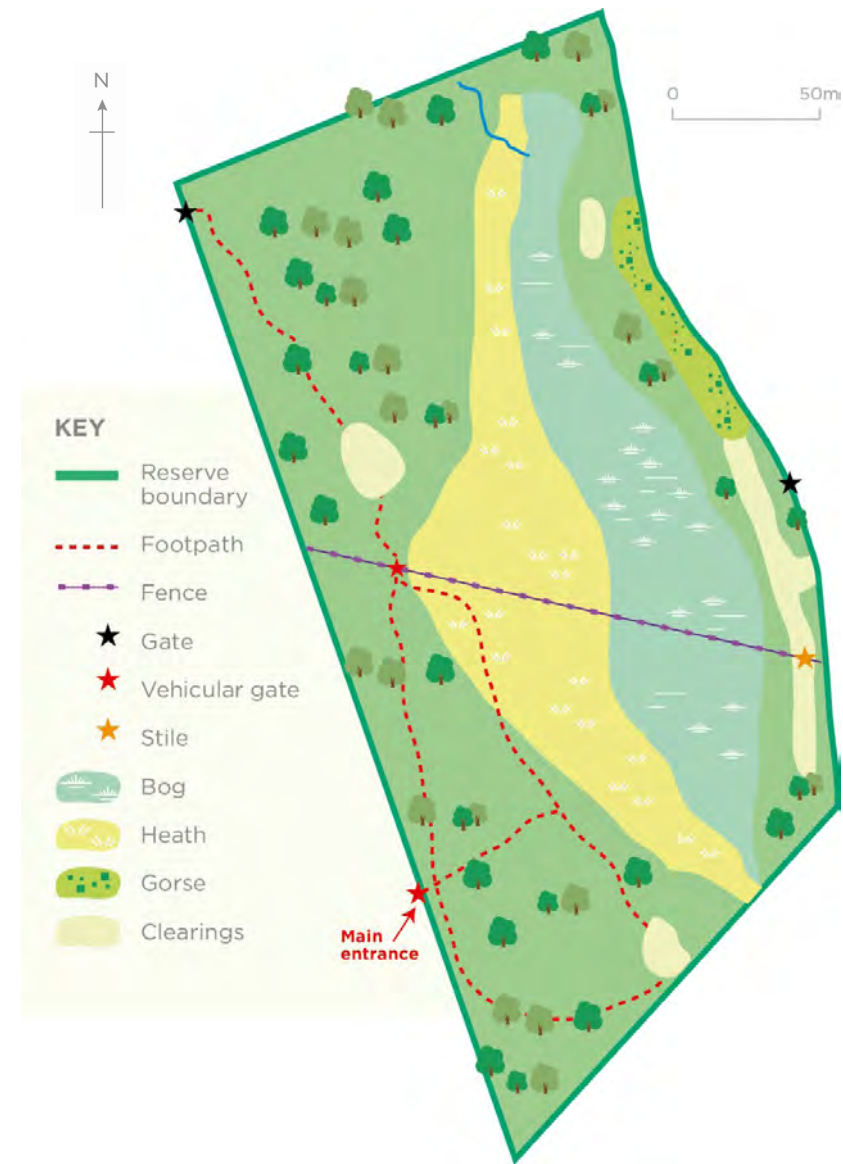 N
0 50m
KEY
Reserve
boundary
Footpath
Fence
Gate
Vehicular gate
Stile
Bog
Heath
Gorse
Clearings
Main
entrance